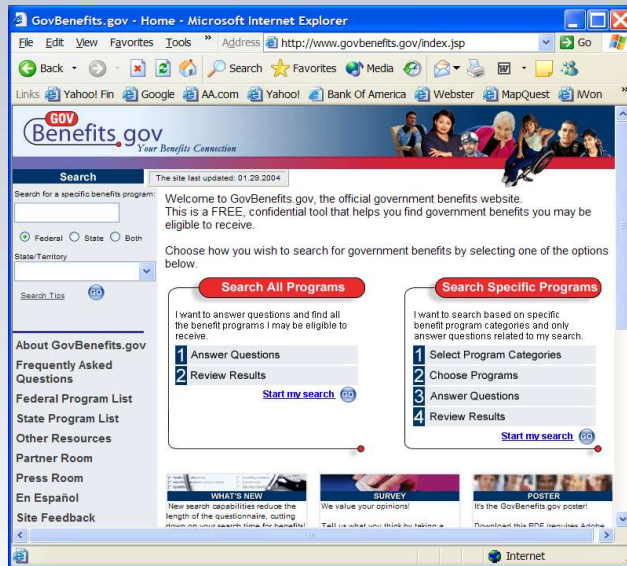 GovBenefits.gov - Home - Microsoft Internet Explorer
File Edit View Favorites Tools » Address http://www.govbenefits.gov/index.jsp Go
Back Search Favorites Media
Links Yahoo! Fin Google AA.com Yahoo! Bank Of America Webster MapQuest iWon »
GOV
Benefits.gov
Your Benefits Connection
Search
The site last updated: 01.29.2004
Search for a specific benefits program:
Federal State Both
State/Territory
Search Tips GO
About GovBenefits.gov
Frequently Asked
Questions
Federal Program List
State Program List
Other Resources
Partner Room
Press Room
En Español
Site Feedback
Welcome to GovBenefits.gov, the official government benefits website.
This is a FREE, confidential tool that helps you find government benefits you may be
eligible to receive.
Choose how you wish to search for government benefits by selecting one of the options
below.
Search All Programs
I want to answer questions and find all
the benefit programs I may be eligible to
receive.
1 Answer Questions
2 Review Results
Start my search GO
Search Specific Programs
I want to search based on specific
benefit program categories and only
answer questions related to my search.
1 Select Program Categories
2 Choose Programs
3 Answer Questions
4 Review Results
Start my search GO
WHAT'S NEW
New search capabilities reduce the
length of the questionnaire, cutting
down on your search time for benefits!
SURVEY
We value your opinions!
Tell us what you think by taking a
POSTER
It's the GovBenefits.gov poster!
Download this PDF (requires Adobe
Internet